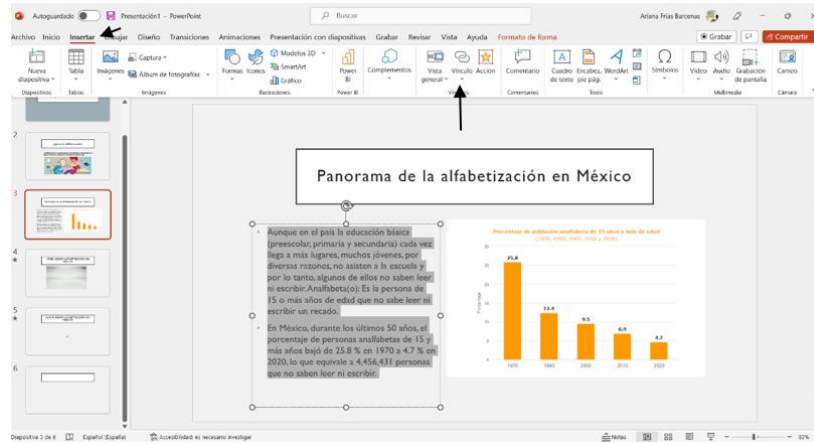 Autoguardado Presentación1 - PowerPoint Buscar Ariana Frias Barcenas
Archivo Inicio Insertar Dibujar Diseño Transiciones Animaciones Presentación con diapositivas Grabar Revisar Vista Ayuda Formato de forma Grabar Compartir
Nueva diapositiva
Tabla
Imágenes
Captura
Álbum de fotografías
Formas
Iconos
Modelos 3D
SmartArt
Gráfico
Power BI
Complementos
Vista general
Vínculo
Acción
Comentario
Cuadro de texto
Encabez. pie pág.
WordArt
Símbolos
Video
Audio
Grabación de pantalla
Cameo
Diapositivas Tablas Imágenes Ilustraciones Power BI Comentarios Texto Multimedia Cámara
2
3
4
5
6
Panorama de la alfabetización en México
Aunque en el país la educación básica
(preescolar, primaria y secundaria) cada vez
llega a más lugares, muchos jóvenes, por
diversas razones, no asisten a la escuela y
por lo tanto, algunos de ellos no saben leer
ni escribir. Analfabeta(o): Es la persona de
15 o más años de edad que no sabe leer ni
escribir un recado.
En México, durante los últimos 50 años, el
porcentaje de personas analfabetas de 15 y
más años bajó de 25.8 % en 1970 a 4.7 % en
2020, lo que equivale a 4,456,431 personas
que no saben leer ni escribir.
Porcentaje de población analfabeta de 15 años y más de edad
Porcentaje
25.8
12.4
9.5
6.9
4.7
1970 1990 2000 2010 2020
Diapositiva 3 de 6 Español (España) Accesibilidad: es necesario investigar Notas